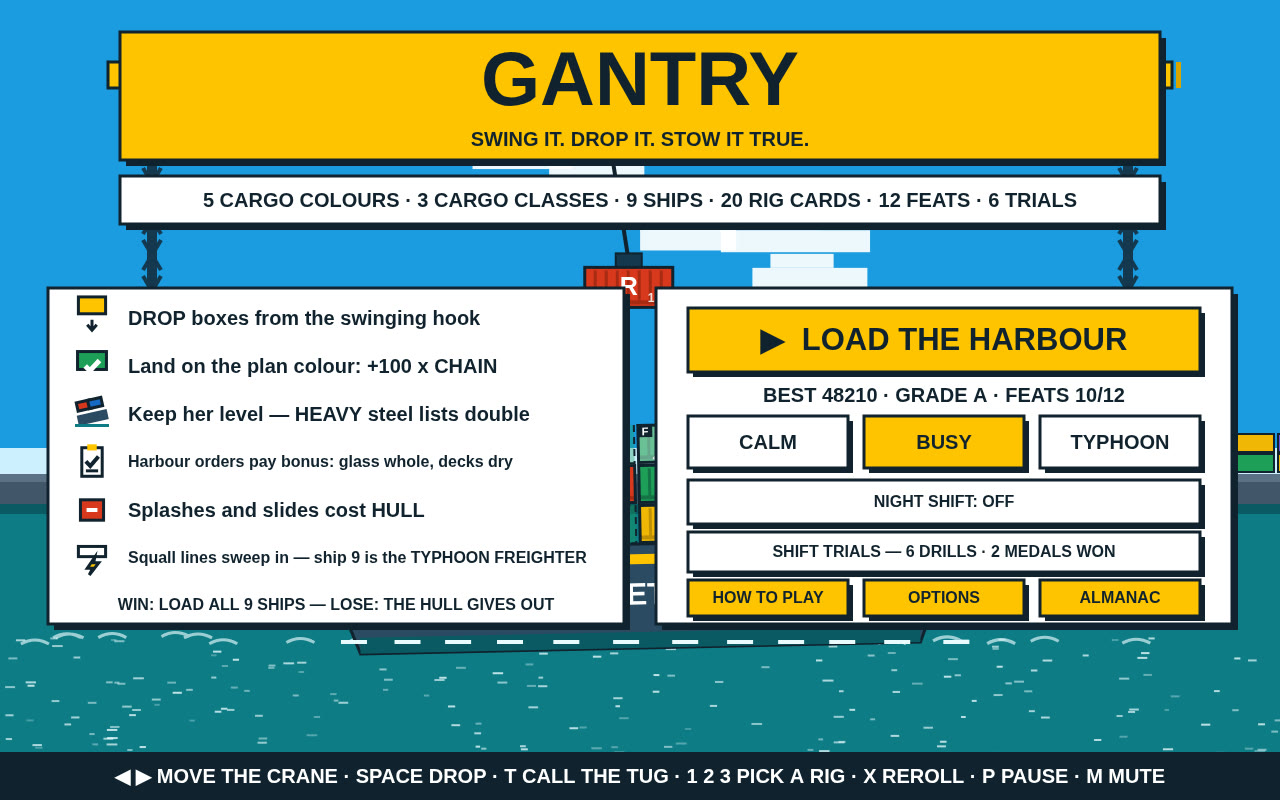 GANTRY
SWING IT. DROP IT. STOW IT TRUE.
5 CARGO COLOURS · 3 CARGO CLASSES · 9 SHIPS · 20 RIG CARDS · 12 FEATS · 6 TRIALS
R 1
DROP boxes from the swinging hook
Land on the plan colour: +100 x CHAIN
Keep her level — HEAVY steel lists double
Harbour orders pay bonus: glass whole, decks dry
Splashes and slides cost HULL
Squall lines sweep in — ship 9 is the TYPHOON FREIGHTER
WIN: LOAD ALL 9 SHIPS — LOSE: THE HULL GIVES OUT
F
▶ LOAD THE HARBOUR
BEST 48210 · GRADE A · FEATS 10/12
CALM BUSY TYPHOON
NIGHT SHIFT: OFF
SHIFT TRIALS — 6 DRILLS · 2 MEDALS WON
HOW TO PLAY OPTIONS ALMANAC
◀ ▶ MOVE THE CRANE · SPACE DROP · T CALL THE TUG · 1 2 3 PICK A RIG · X REROLL · P PAUSE · M MUTE